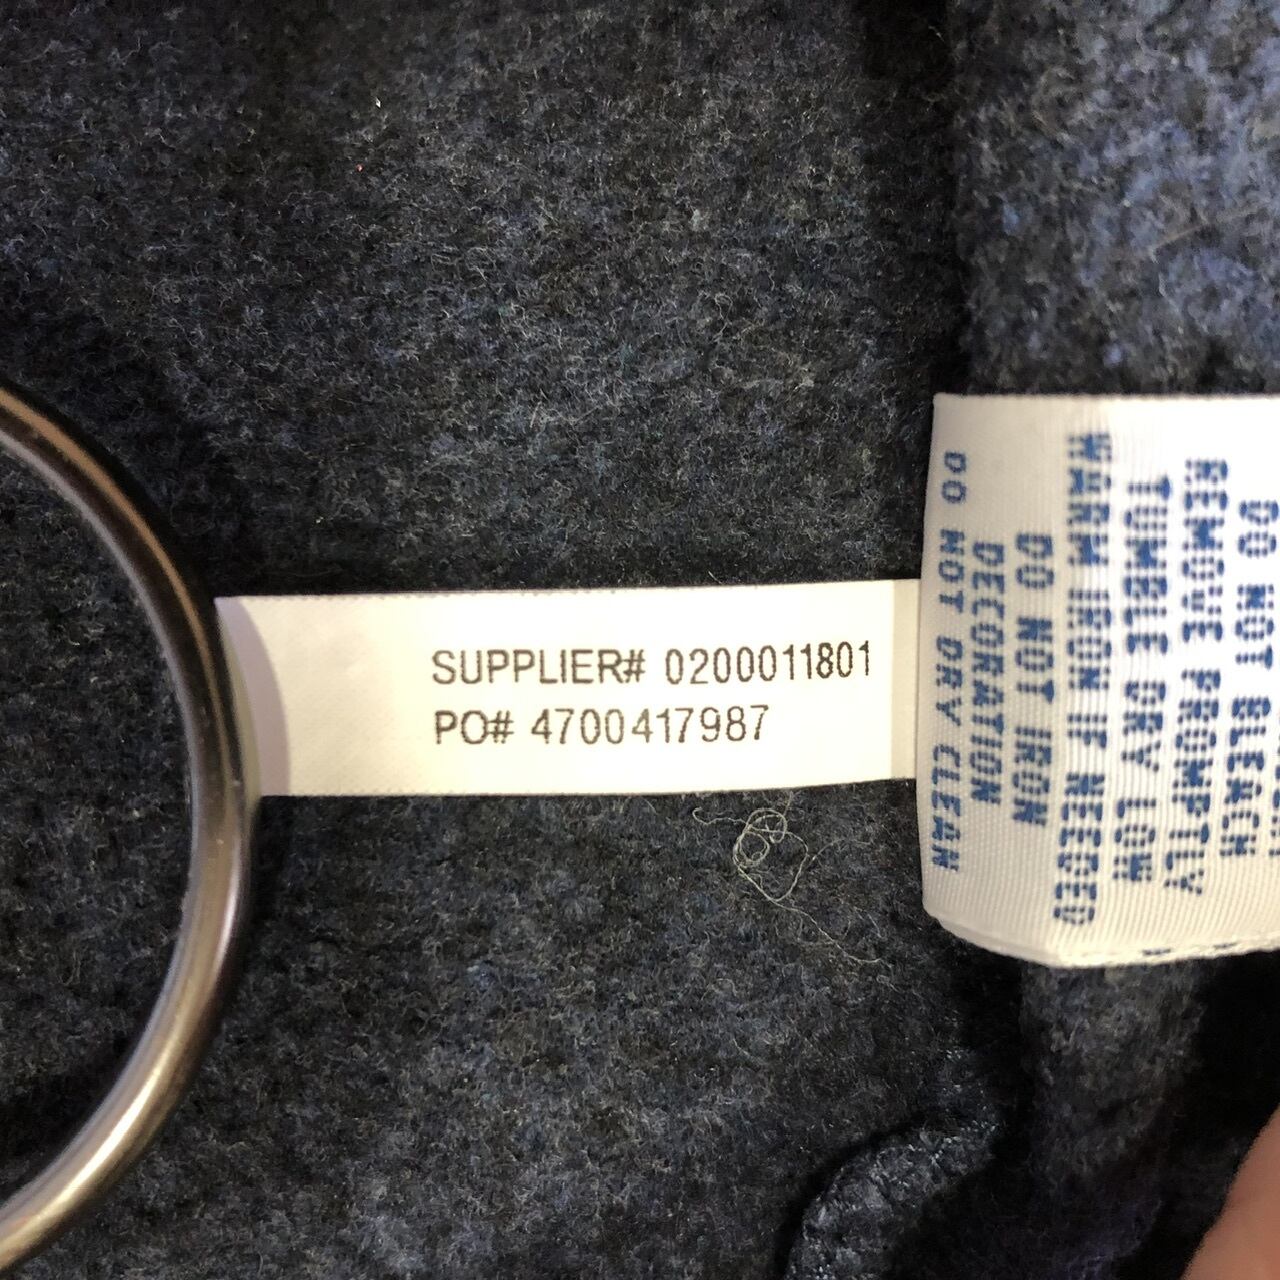 SUPPLIER# 0200011801
PO# 4700417987
DO NOT BLEACH
REMOVE PROMPTLY
TUMBLE DRY LOW
WARM IRON IF NEEDED
DO NOT IRON
DECORATION
DO NOT DRY CLEAN